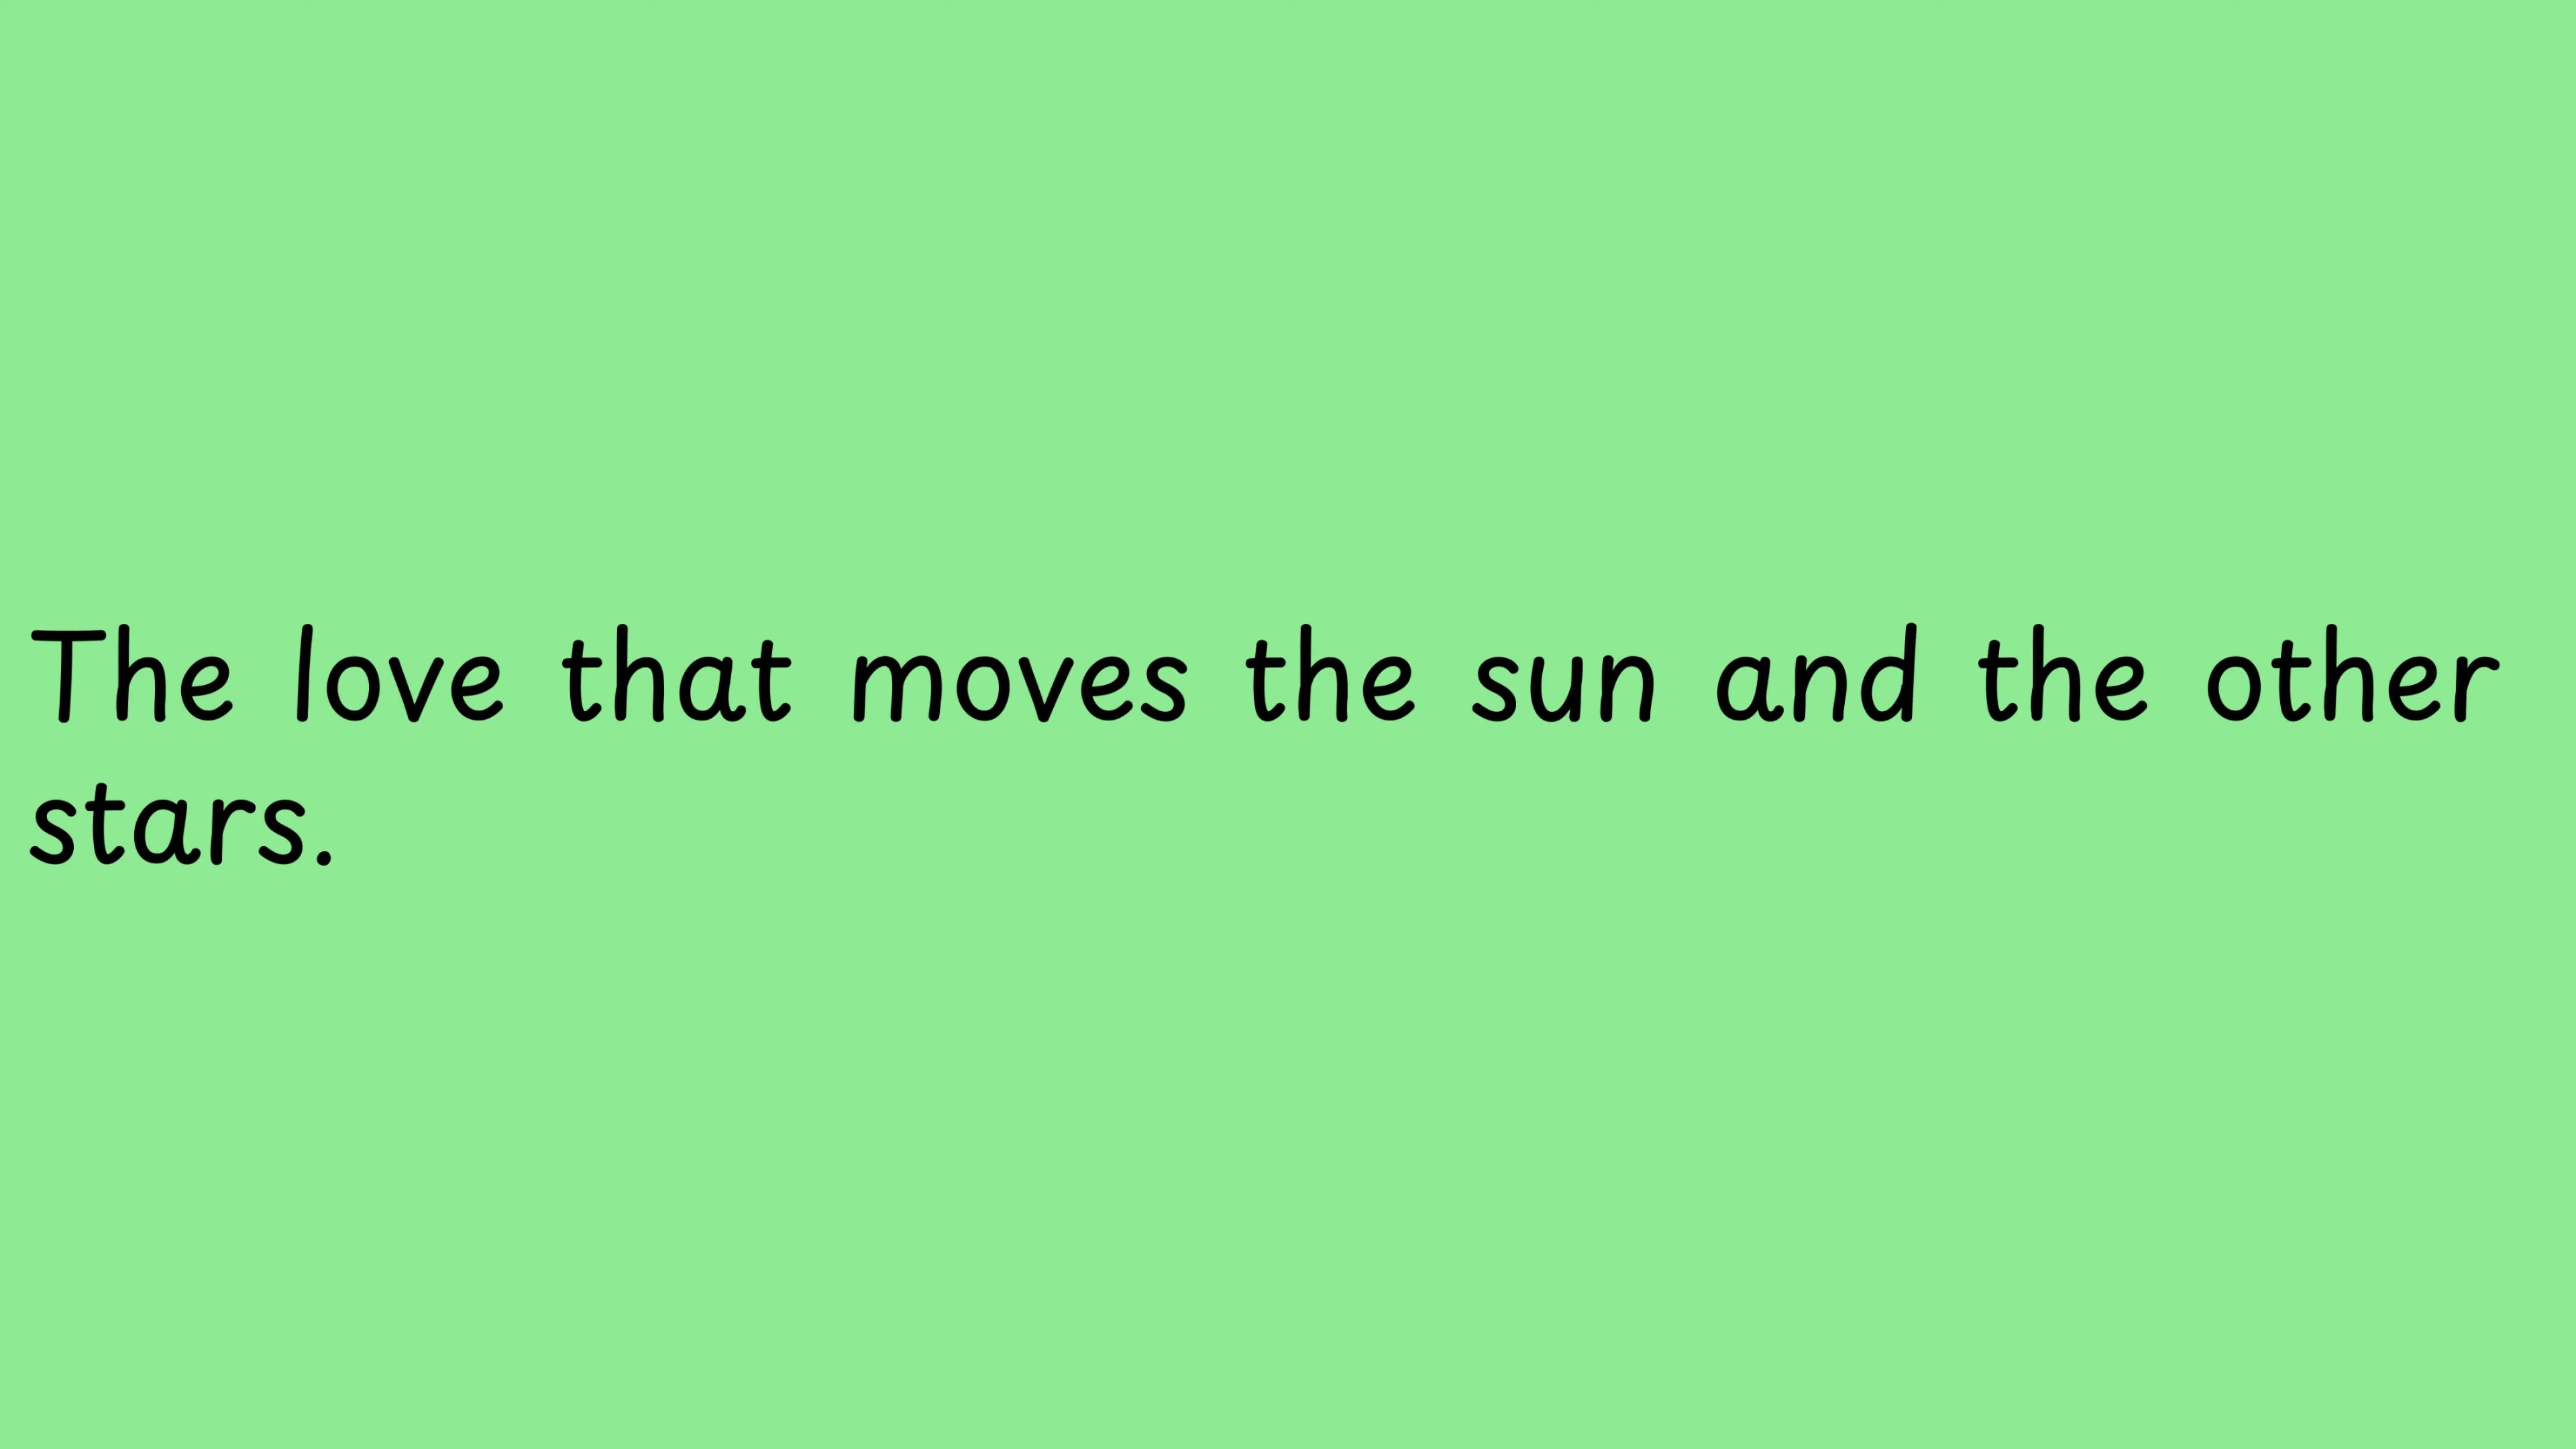 The love that moves the sun and the other
stars.